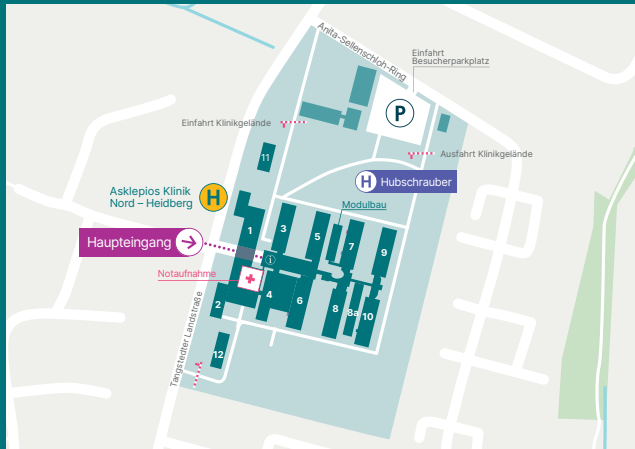 Anita-Sellenschloh-Ring
Einfahrt
Besucherparkplatz
P
Einfahrt Klinikgelände
Ausfahrt Klinikgelände
11
H Hubschrauber
Asklepios Klinik
Nord – Heidberg
H
Modulbau
1
3
5
7
9
Haupteingang
i
Notaufnahme
2
4
6
8
8a
10
12
Tangstedter Landstraße